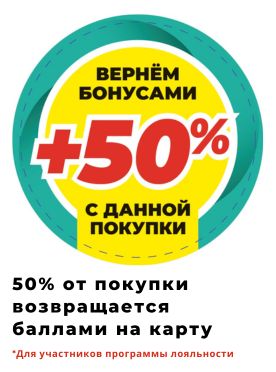 ВЕРНЁМ
БОНУСАМИ
+50%
С ДАННОЙ
ПОКУПКИ
50% от покупки
возвращается
баллами на карту
*Для участников программы лояльности